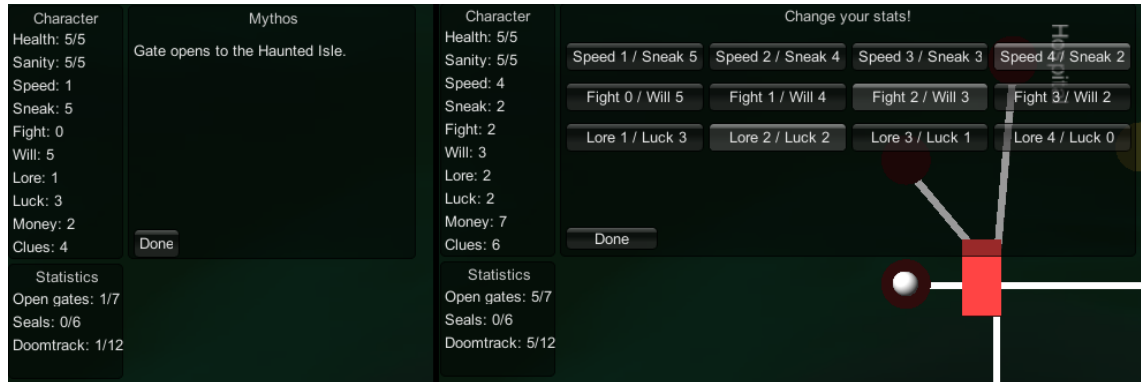 Character
Health: 5/5
Sanity: 5/5
Speed: 1
Sneak: 5
Fight: 0
Will: 5
Lore: 1
Luck: 3
Money: 2
Clues: 4
Mythos
Gate opens to the Haunted Isle.
Done
Statistics
Open gates: 1/7
Seals: 0/6
Doomtrack: 1/12
Character
Health: 5/5
Sanity: 5/5
Speed: 4
Sneak: 2
Fight: 2
Will: 3
Lore: 2
Luck: 2
Money: 7
Clues: 6
Change your stats!
Speed 1 / Sneak 5 Speed 2 / Sneak 4 Speed 3 / Sneak 3 Speed 4 / Sneak 2
Fight 0 / Will 5 Fight 1 / Will 4 Fight 2 / Will 3 Fight 3 / Will 2
Lore 1 / Luck 3 Lore 2 / Luck 2 Lore 3 / Luck 1 Lore 4 / Luck 0
Done
Hospital
Statistics
Open gates: 5/7
Seals: 0/6
Doomtrack: 5/12